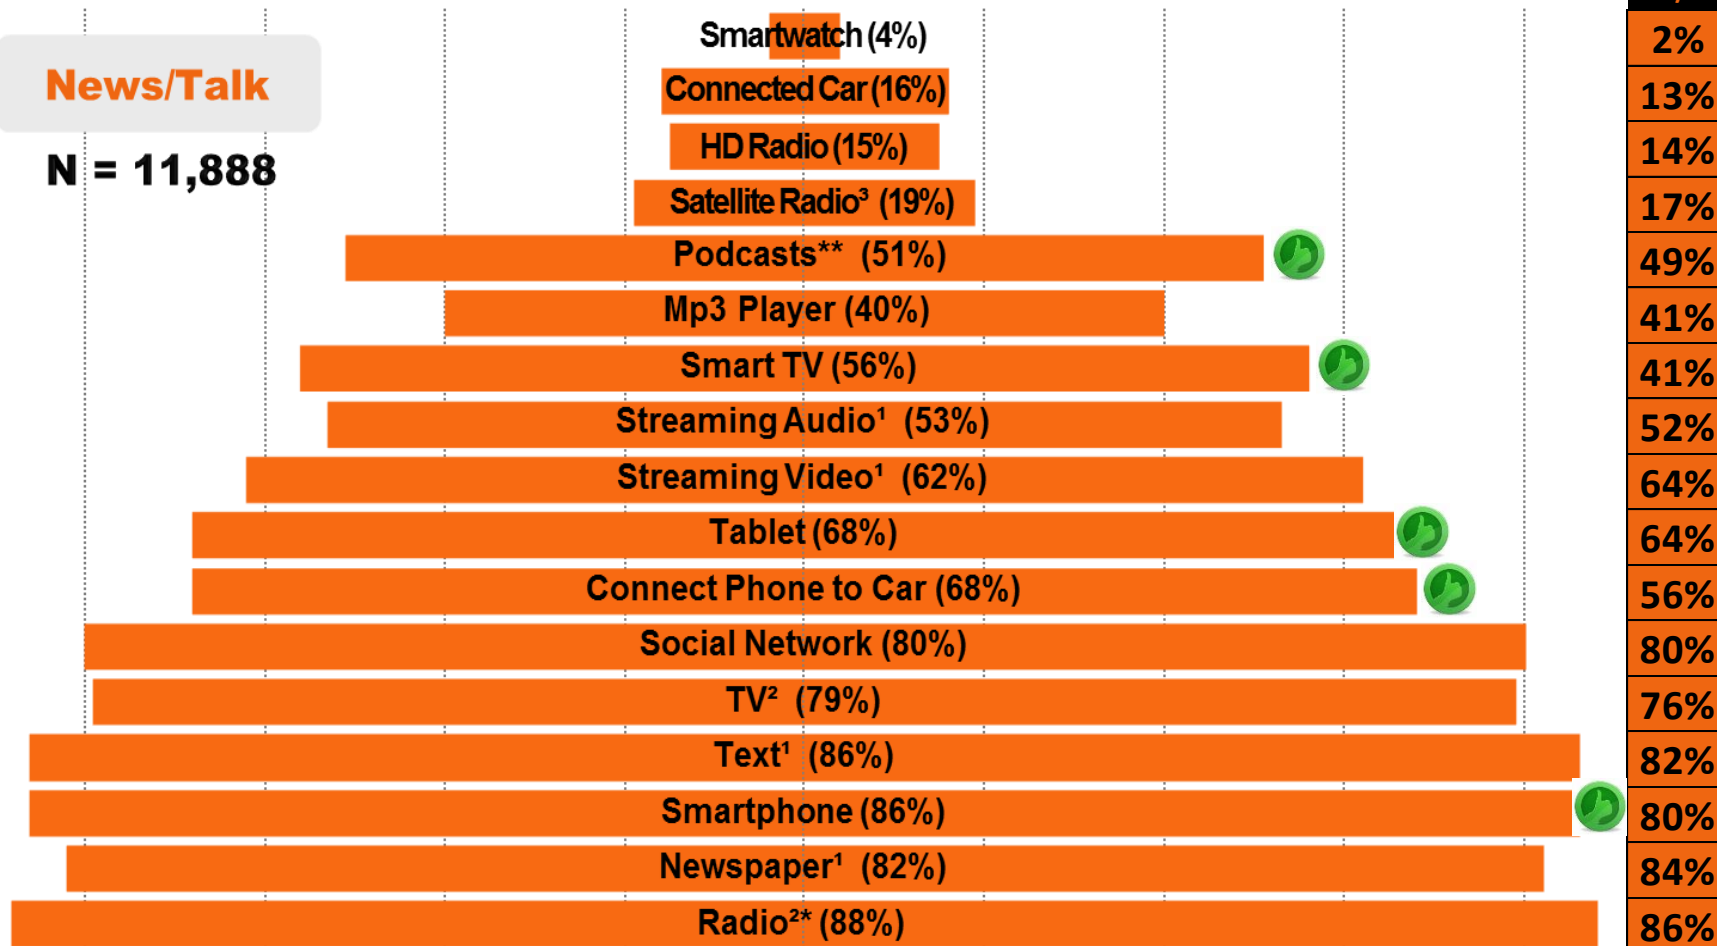 Smartwatch (4%) 2%
News/Talk
Connected Car (16%) 13%
N = 11,888
HD Radio (15%) 14%
Satellite Radio³ (19%) 17%
Podcasts** (51%) 49%
Mp3 Player (40%) 41%
Smart TV (56%) 41%
Streaming Audio¹ (53%) 52%
Streaming Video¹ (62%) 64%
Tablet (68%) 64%
Connect Phone to Car (68%) 56%
Social Network (80%) 80%
TV² (79%) 76%
Text¹ (86%) 82%
Smartphone (86%) 80%
Newspaper¹ (82%) 84%
Radio²* (88%) 86%